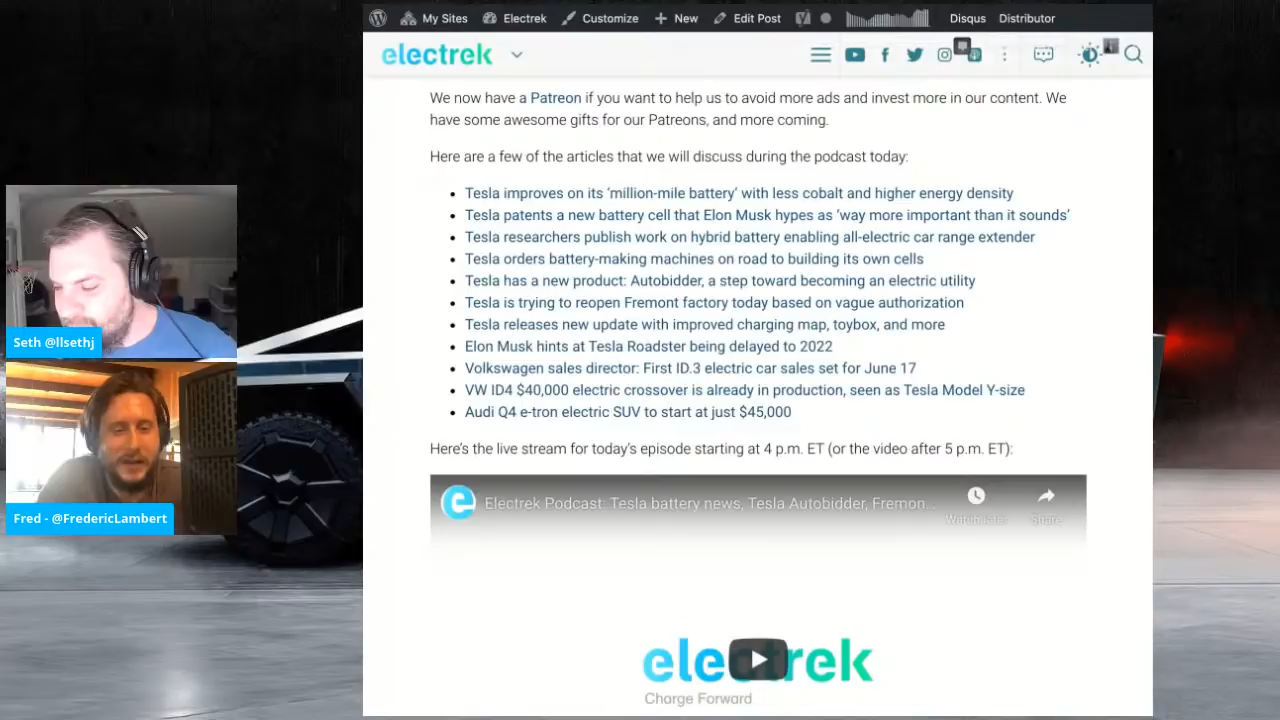 My Sites
Electrek
Customize
New
Edit Post
Disqus
Distributor
electrek
We now have a Patreon if you want to help us to avoid more ads and invest more in our content. We
have some awesome gifts for our Patreons, and more coming.
Here are a few of the articles that we will discuss during the podcast today:
Tesla improves on its ‘million-mile battery’ with less cobalt and higher energy density
Tesla patents a new battery cell that Elon Musk hypes as ‘way more important than it sounds’
Tesla researchers publish work on hybrid battery enabling all-electric car range extender
Tesla orders battery-making machines on road to building its own cells
Tesla has a new product: Autobidder, a step toward becoming an electric utility
Tesla is trying to reopen Fremont factory today based on vague authorization
Tesla releases new update with improved charging map, toybox, and more
Elon Musk hints at Tesla Roadster being delayed to 2022
Volkswagen sales director: First ID.3 electric car sales set for June 17
VW ID4 $40,000 electric crossover is already in production, seen as Tesla Model Y-size
Audi Q4 e-tron electric SUV to start at just $45,000
Here’s the live stream for today’s episode starting at 4 p.m. ET (or the video after 5 p.m. ET):
Electrek Podcast: Tesla battery news, Tesla Autobidder, Fremon...
Watch later
Share
electrek
Charge Forward
Seth @llsethj
Fred - @FredericLambert